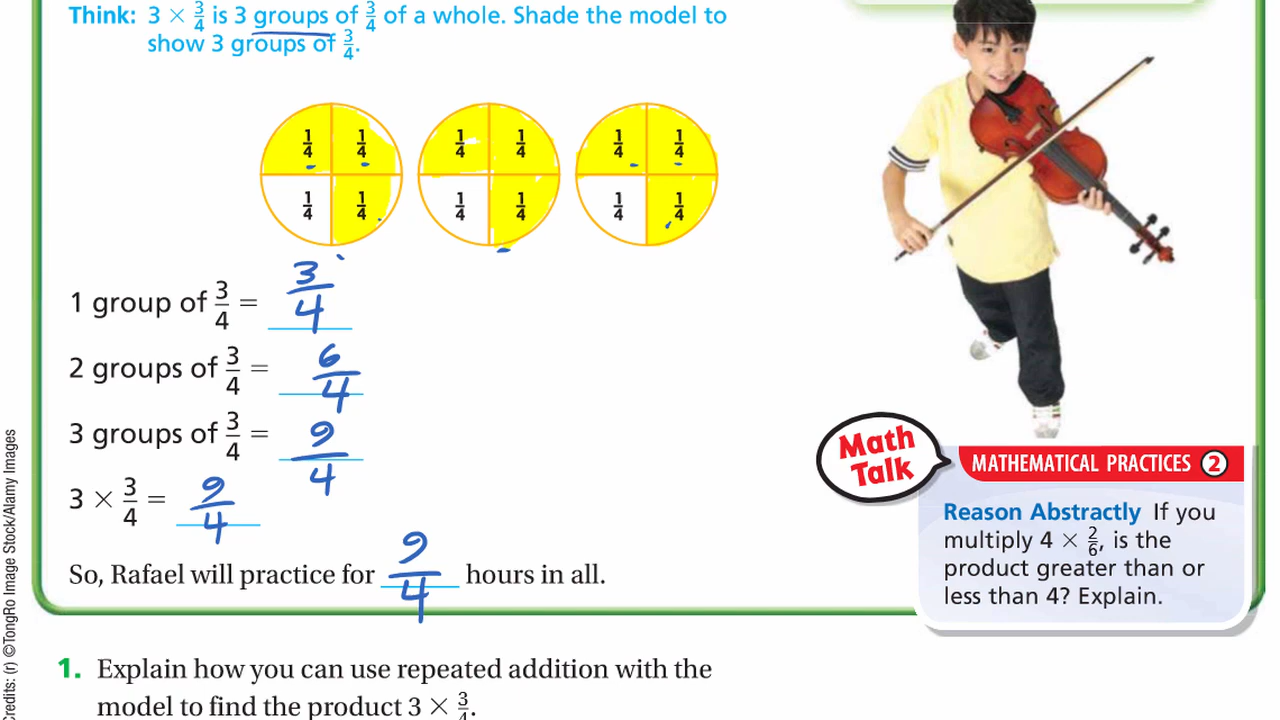 Think: 3 × 3/4 is 3 groups of 3/4 of a whole. Shade the model to
show 3 groups of 3/4.
1/4 1/4 1/4 1/4 1/4 1/4
1/4 1/4 1/4 1/4 1/4 1/4
1 group of 3/4 = 3/4
2 groups of 3/4 = 6/4
3 groups of 3/4 = 9/4
3 × 3/4 = 9/4
So, Rafael will practice for 9/4 hours in all.
Math
Talk
MATHEMATICAL PRACTICES 2
Reason Abstractly If you
multiply 4 × 2/6, is the
product greater than or
less than 4? Explain.
1. Explain how you can use repeated addition with the
model to find the product 3 × 3/4.
Credits: (r) ©TongRo Image Stock/Alamy Images